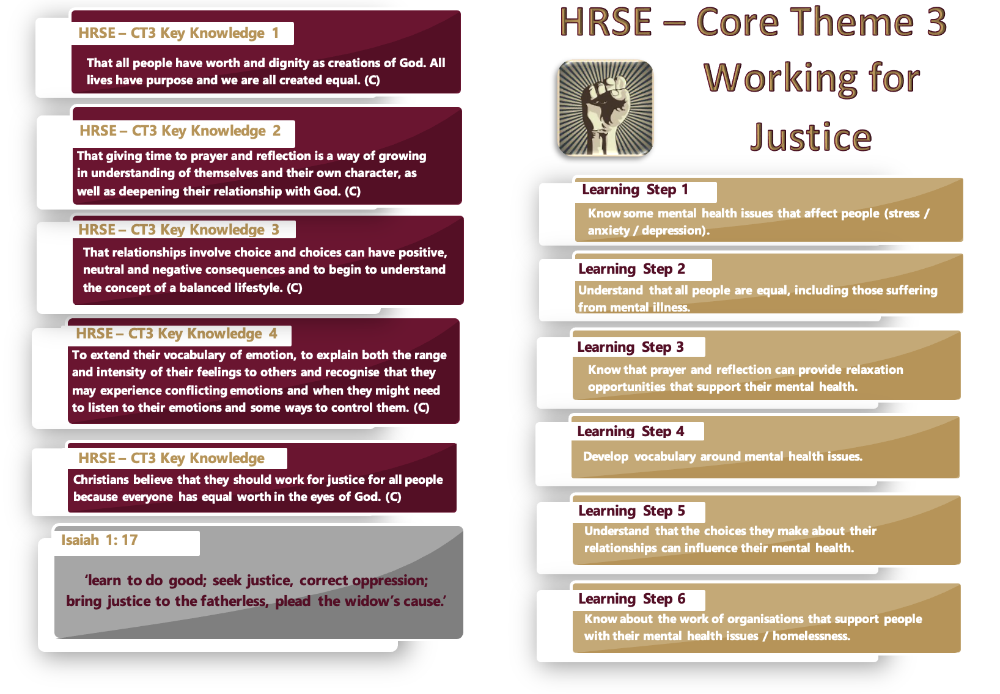 HRSE – CT3 Key Knowledge 1
That all people have worth and dignity as creations of God. All
lives have purpose and we are all created equal. (C)
HRSE – CT3 Key Knowledge 2
That giving time to prayer and reflection is a way of growing
in understanding of themselves and their own character, as
well as deepening their relationship with God. (C)
HRSE – CT3 Key Knowledge 3
That relationships involve choice and choices can have positive,
neutral and negative consequences and to begin to understand
the concept of a balanced lifestyle. (C)
HRSE – CT3 Key Knowledge 4
To extend their vocabulary of emotion, to explain both the range
and intensity of their feelings to others and recognise that they
may experience conflicting emotions and when they might need
to listen to their emotions and some ways to control them. (C)
HRSE – CT3 Key Knowledge
Christians believe that they should work for justice for all people
because everyone has equal worth in the eyes of God. (C)
Isaiah 1: 17
‘learn to do good; seek justice, correct oppression;
bring justice to the fatherless, plead the widow’s cause.’
HRSE – Core Theme 3
Working for
Justice
Learning Step 1
Know some mental health issues that affect people (stress /
anxiety / depression).
Learning Step 2
Understand that all people are equal, including those suffering
from mental illness.
Learning Step 3
Know that prayer and reflection can provide relaxation
opportunities that support their mental health.
Learning Step 4
Develop vocabulary around mental health issues.
Learning Step 5
Understand that the choices they make about their
relationships can influence their mental health.
Learning Step 6
Know about the work of organisations that support people
with their mental health issues / homelessness.